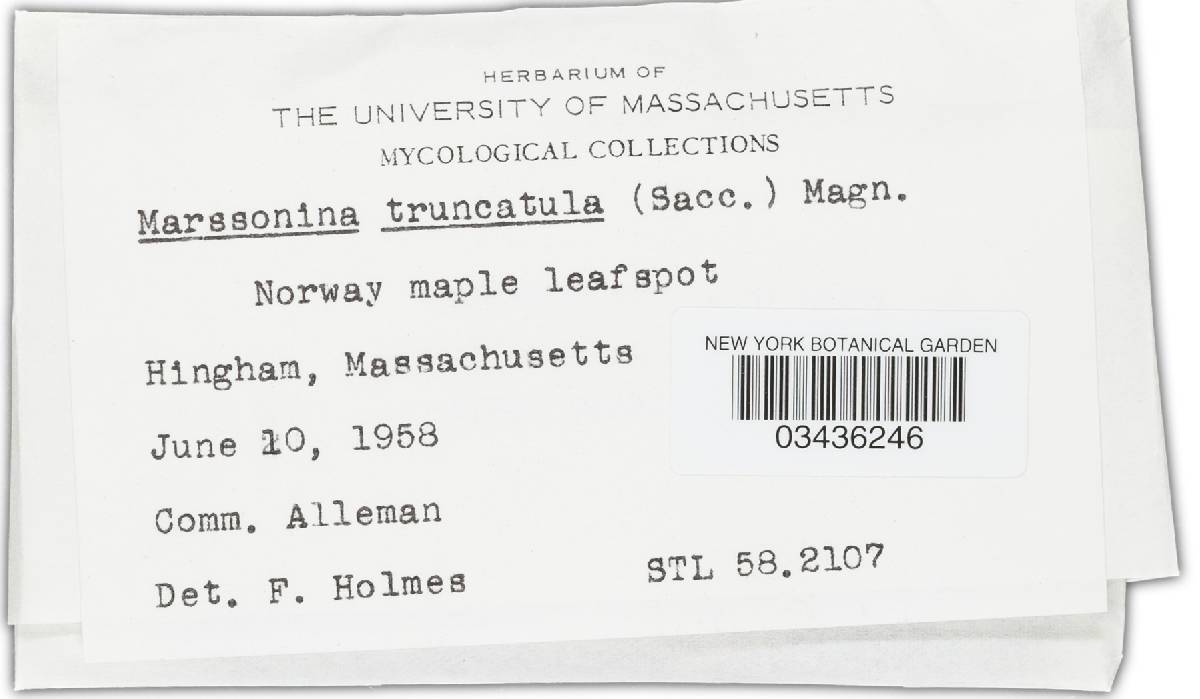 HERBARIUM OF
THE UNIVERSITY OF MASSACHUSETTS
MYCOLOGICAL COLLECTIONS
Marssonina truncatula (Sacc.) Magn.
Norway maple leafspot
Hingham, Massachusetts
June 10, 1958
Comm. Alleman
Det. F. Holmes
STL 58.2107
NEW YORK BOTANICAL GARDEN
03436246